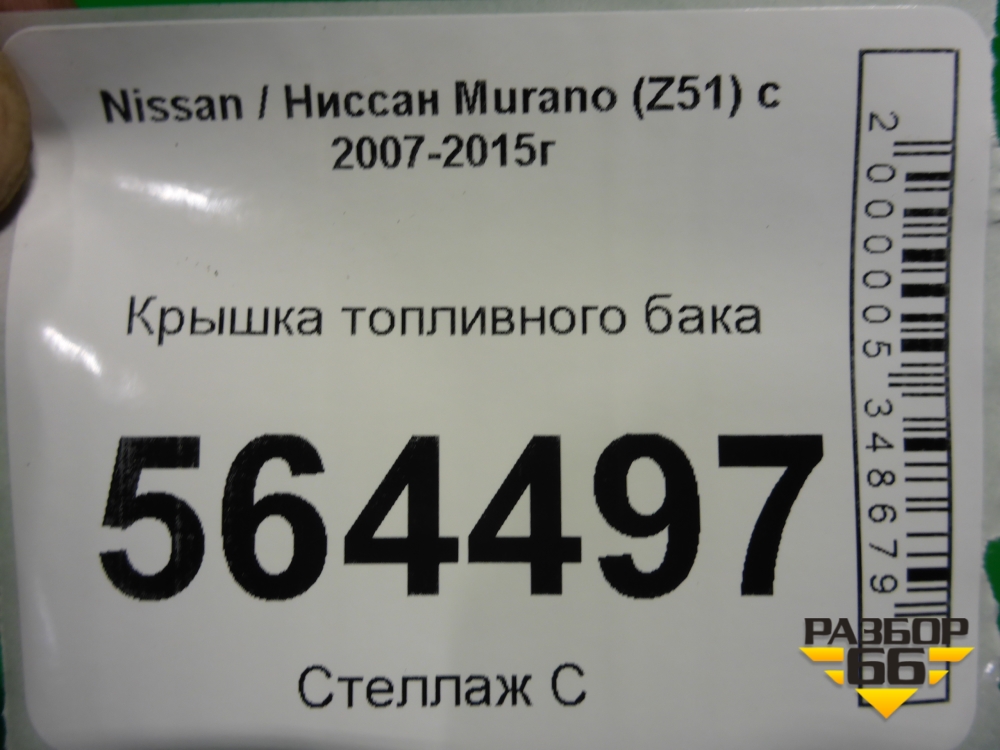 Nissan / Ниссан Murano (Z51) с
2007-2015г
Крышка топливного бака
564497
Стеллаж С
2000005348679
РАЗБОР
66